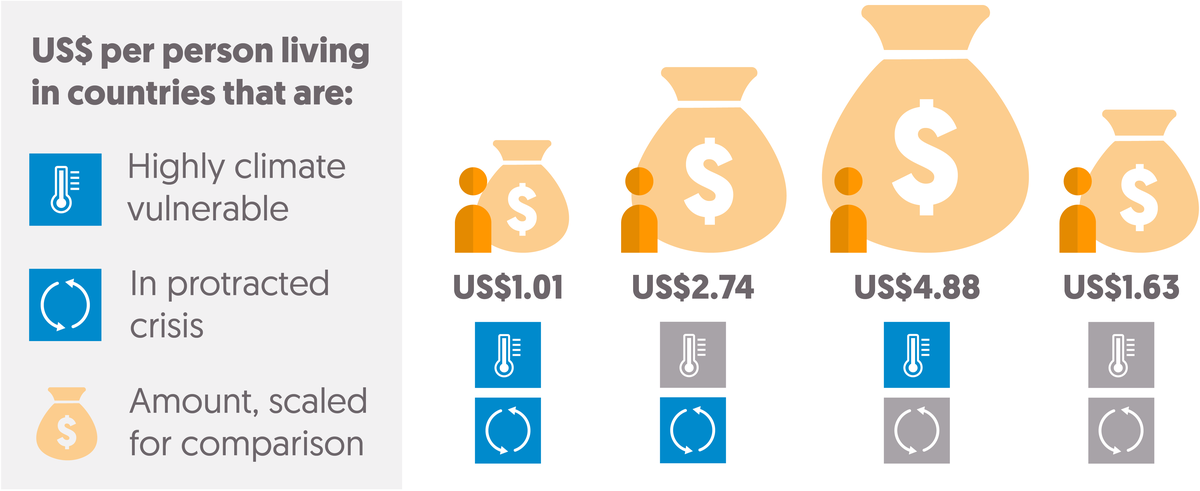 US$ per person living
in countries that are:
Highly climate
vulnerable
In protracted
crisis
$
Amount, scaled
for comparison
$
$
$
$
US$1.01
US$2.74
US$4.88
US$1.63